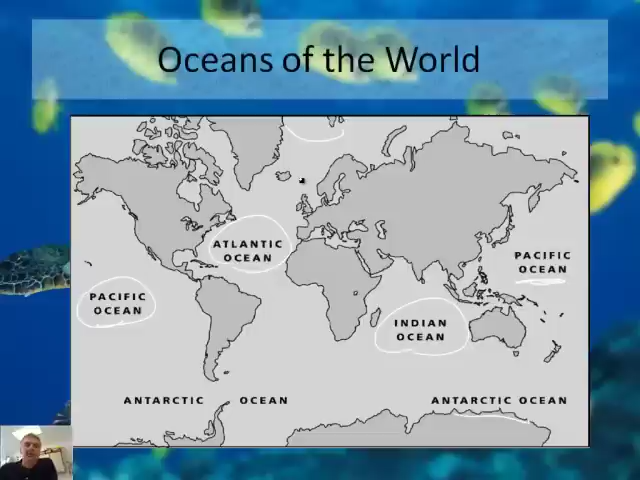 Oceans of the World
ATLANTIC
OCEAN
PACIFIC
OCEAN
PACIFIC
OCEAN
INDIAN
OCEAN
ANTARCTIC OCEAN
ANTARCTIC OCEAN